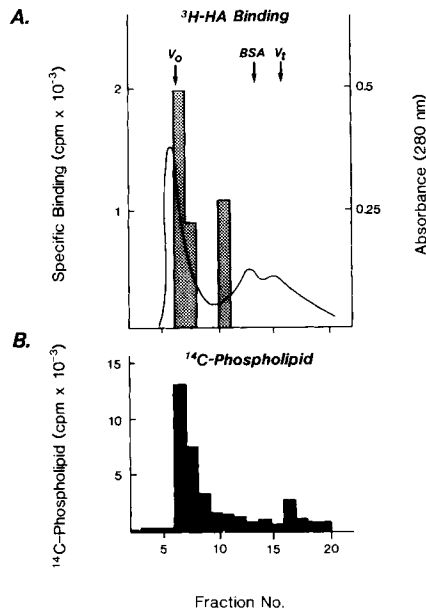 A.
³H-HA Binding
Vₒ
BSA
Vₜ
Specific Binding (cpm x 10⁻³)
2
1
0.5
0.25
Absorbance (280 nm)
B.
¹⁴C-Phospholipid
¹⁴C-Phospholipid (cpm x 10⁻³)
15
10
5
5
10
15
20
Fraction No.